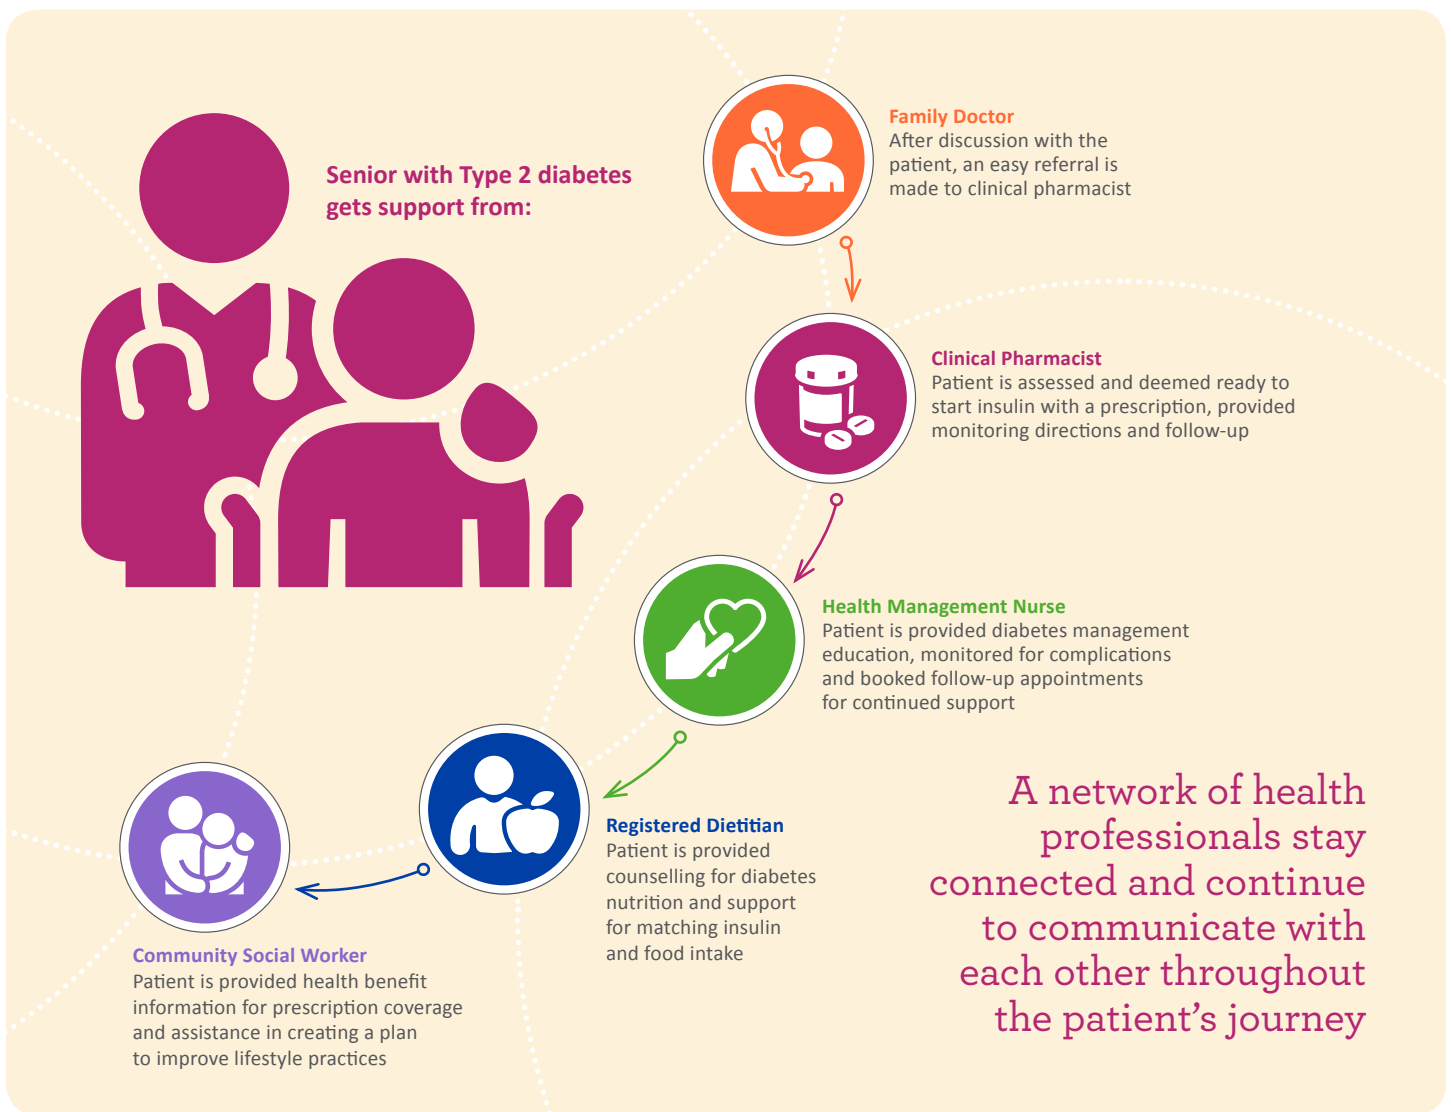 Senior with Type 2 diabetes
gets support from:
Family Doctor
After discussion with the
patient, an easy referral is
made to clinical pharmacist
Clinical Pharmacist
Patient is assessed and deemed ready to
start insulin with a prescription, provided
monitoring directions and follow-up
Health Management Nurse
Patient is provided diabetes management
education, monitored for complications
and booked follow-up appointments
for continued support
Registered Dietitian
Patient is provided
counselling for diabetes
nutrition and support
for matching insulin
and food intake
Community Social Worker
Patient is provided health benefit
information for prescription coverage
and assistance in creating a plan
to improve lifestyle practices
A network of health
professionals stay
connected and continue
to communicate with
each other throughout
the patient’s journey